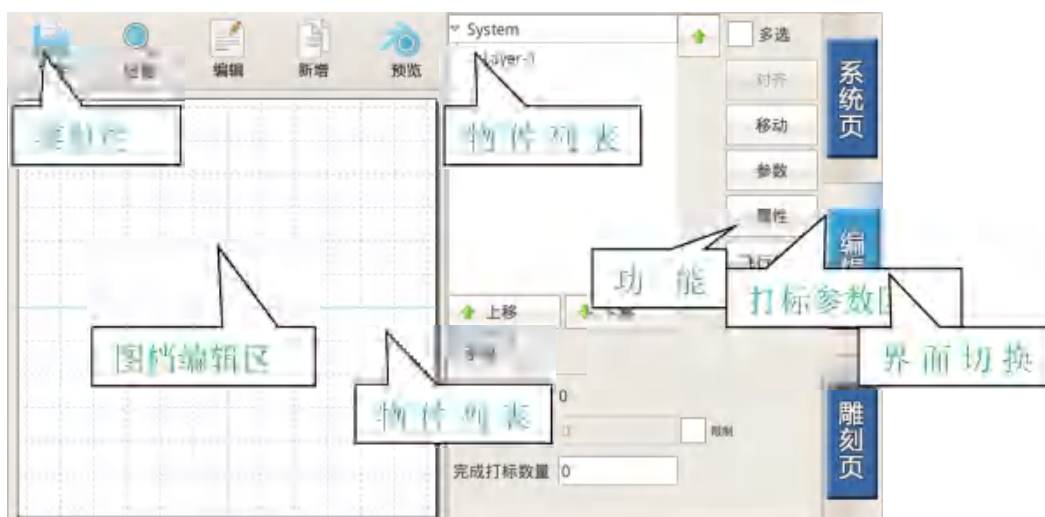 编辑
新增
预览
System
Layer-1
多选
对齐
移动
参数
属性
系统页
物件列表
功能
打标参数区
界面切换
图档编辑区
上移
物件列表
0
限制
完成打标数量 0
雕刻页